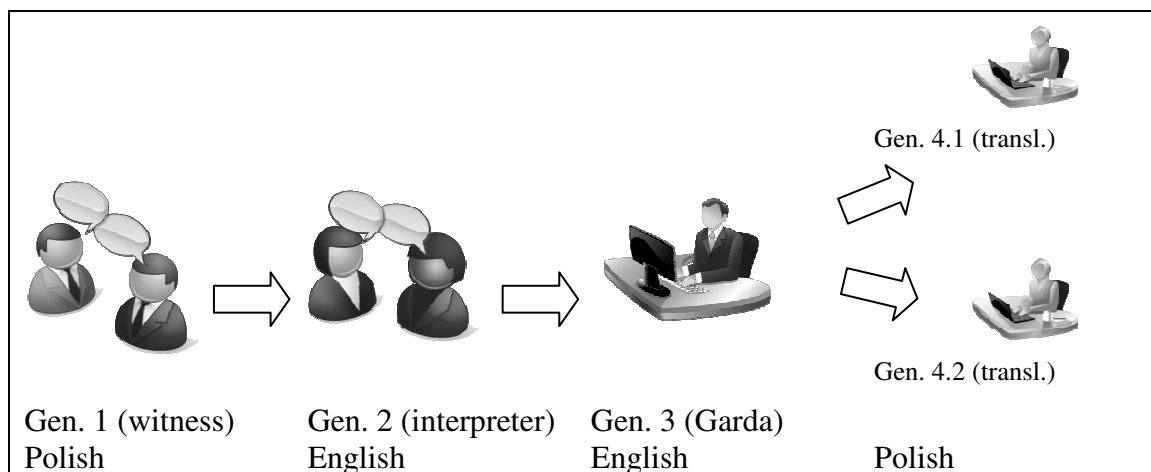 Gen. 4.1 (transl.)
Gen. 4.2 (transl.)
Gen. 1 (witness) Gen. 2 (interpreter) Gen. 3 (Garda)
Polish English English Polish